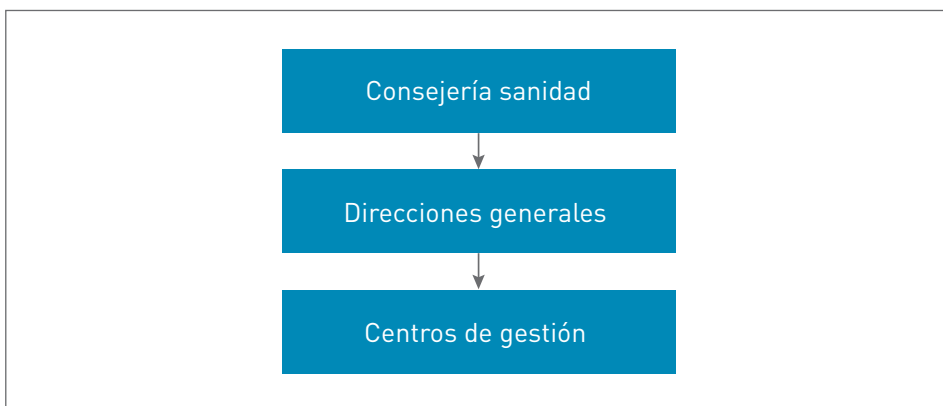 Consejería sanidad
Direcciones generales
Centros de gestión